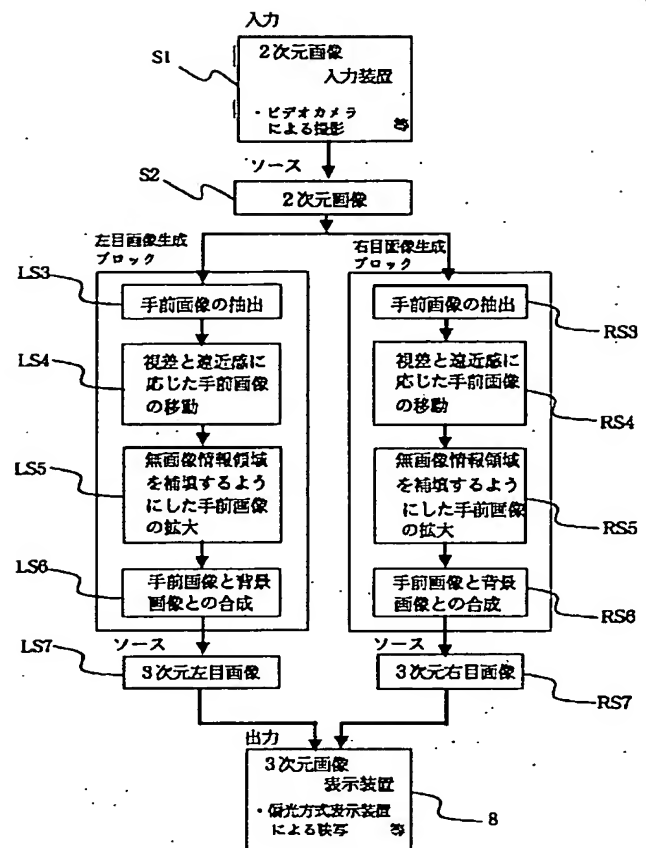 入力
S1
2次元画像
入力装置
・ビデオカメラ
による投影 等
ソース
S2
2次元画像
左目画像生成
ブロック
LS3
手前画像の抽出
LS4
視差と遠近感に
応じた手前画像
の移動
LS5
無画像情報領域
を補填するよう
にした手前画像
の拡大
LS6
手前画像と背景
画像との合成
ソース
LS7
3次元左目画像
右目画像生成
ブロック
手前画像の抽出
RS3
視差と遠近感に
応じた手前画像
の移動
RS4
無画像情報領域
を補填するよう
にした手前画像
の拡大
RS5
手前画像と背景
画像との合成
RS6
ソース
3次元右目画像
RS7
出力
3次元画像
表示装置
・偏光方式表示装置
による映写 等
8